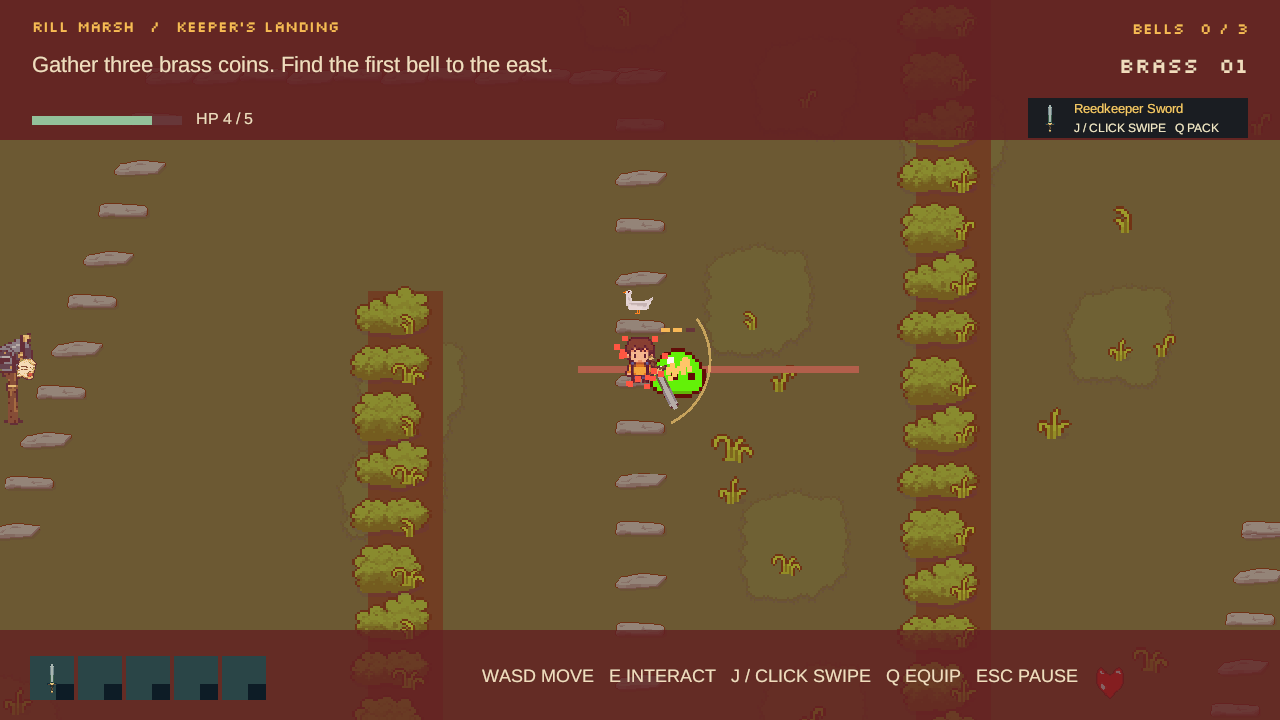 RILL MARSH / KEEPER'S LANDING
Gather three brass coins. Find the first bell to the east.
HP 4 / 5
BELLS 0 / 3
BRASS 01
Reedkeeper Sword
J / CLICK SWIPE Q PACK
WASD MOVE E INTERACT J / CLICK SWIPE Q EQUIP ESC PAUSE